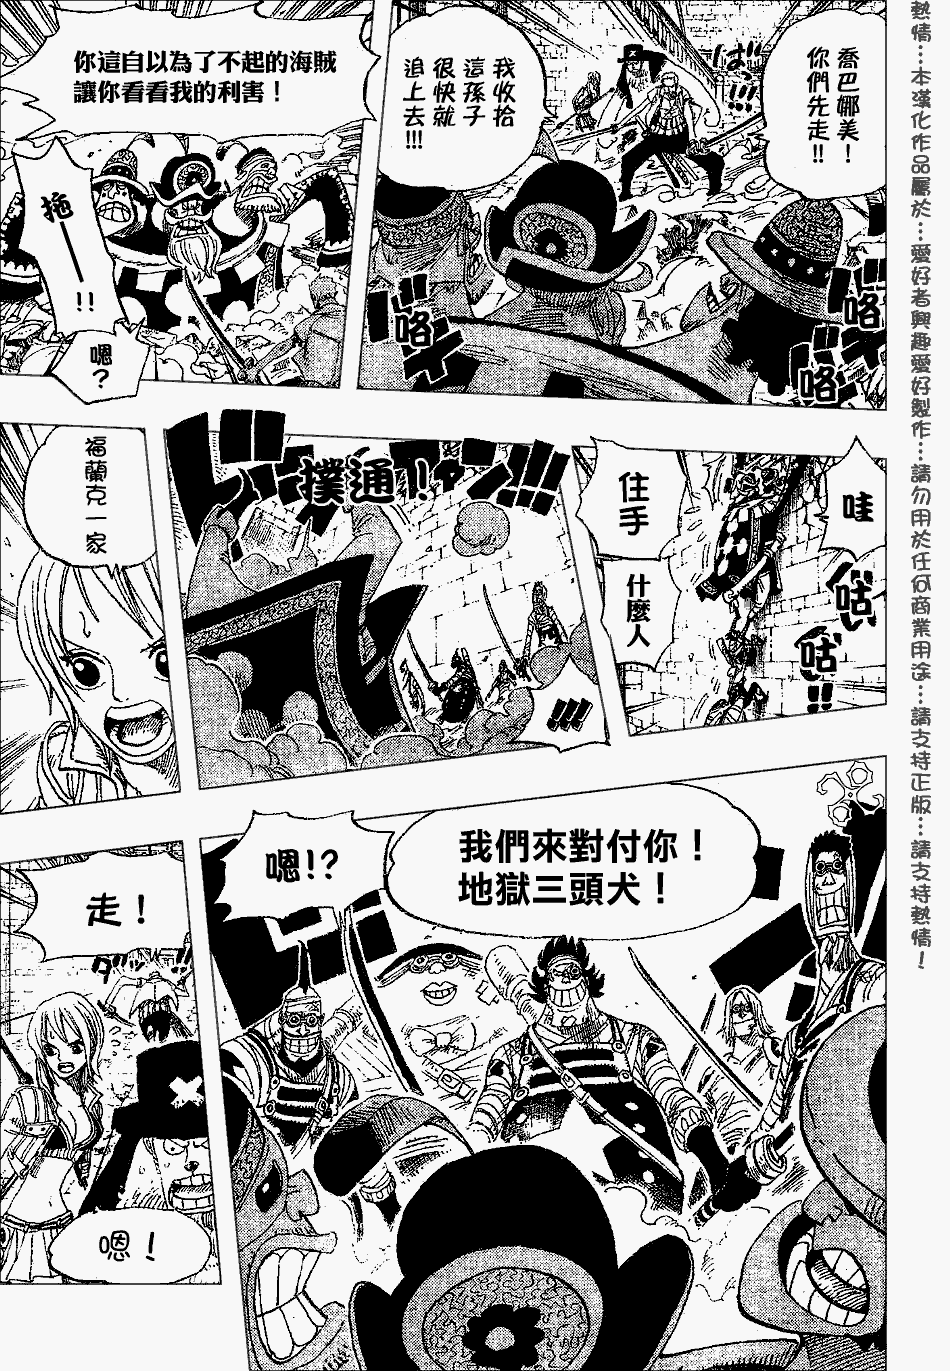 喬巴娜美！
你們先走!!
我收拾
這孫子
很快就
追上去!!!
ばっ!!!
咯
咯
咯
你這自以為了不起的海賊
讓你看看我的利害！
拖——!!
嗯？
哇
住手
什麼人
咕
咕
!!
撲通！
!!!
!!!
福蘭克一家
我們來對付你！
地獄三頭犬！
嗯!?
走！
ダッ!!
嗯！
熱情…本漢化作品屬於…愛好者興趣愛好製作…請勿用於任何商業用途…請支持正版…請支持熱情！